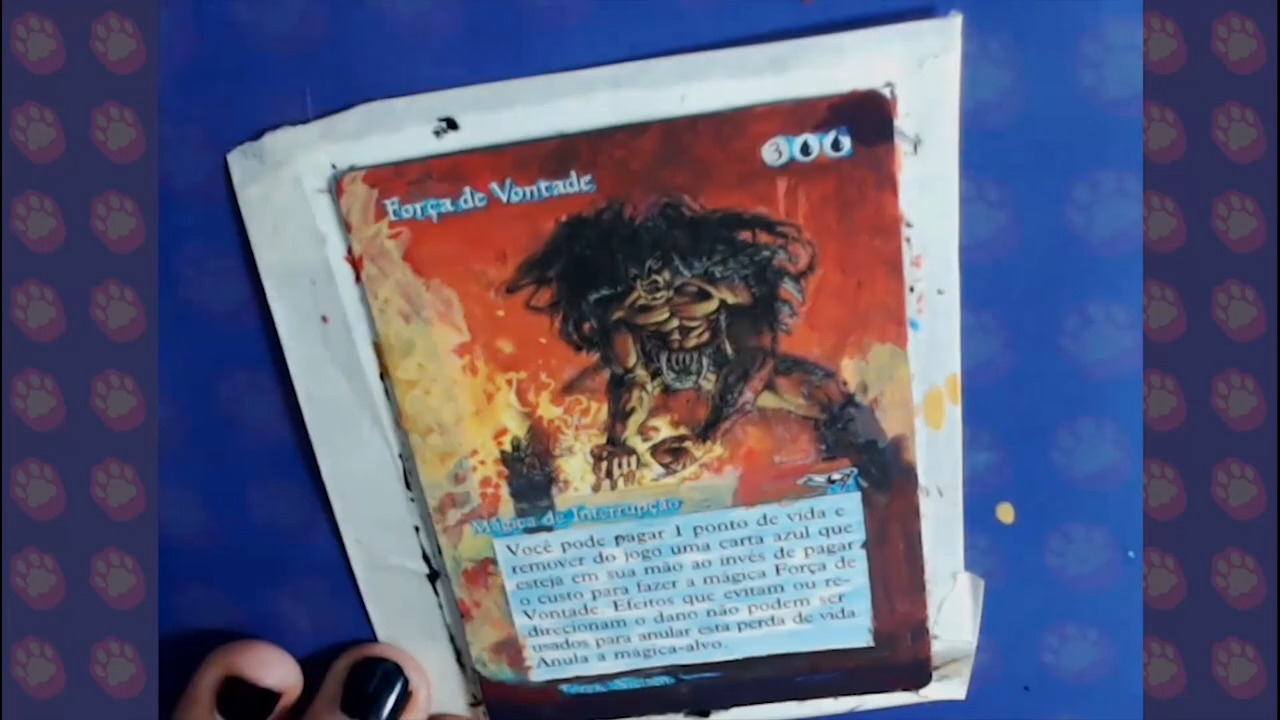 Força de Vontade
3
Mágica de Interrupção
Você pode pagar 1 ponto de vida e
remover do jogo uma carta azul que
esteja em sua mão ao invés de pagar
o custo para fazer a mágica Força de
Vontade. Efeitos que evitam ou re-
direcionam o dano não podem ser
usados para anular esta perda de vida
Anula a mágica-alvo.